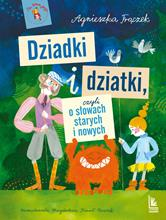 Agnieszka Frączek
Dziadki
i dziatki,
czyli
o słowach
starych
i nowych